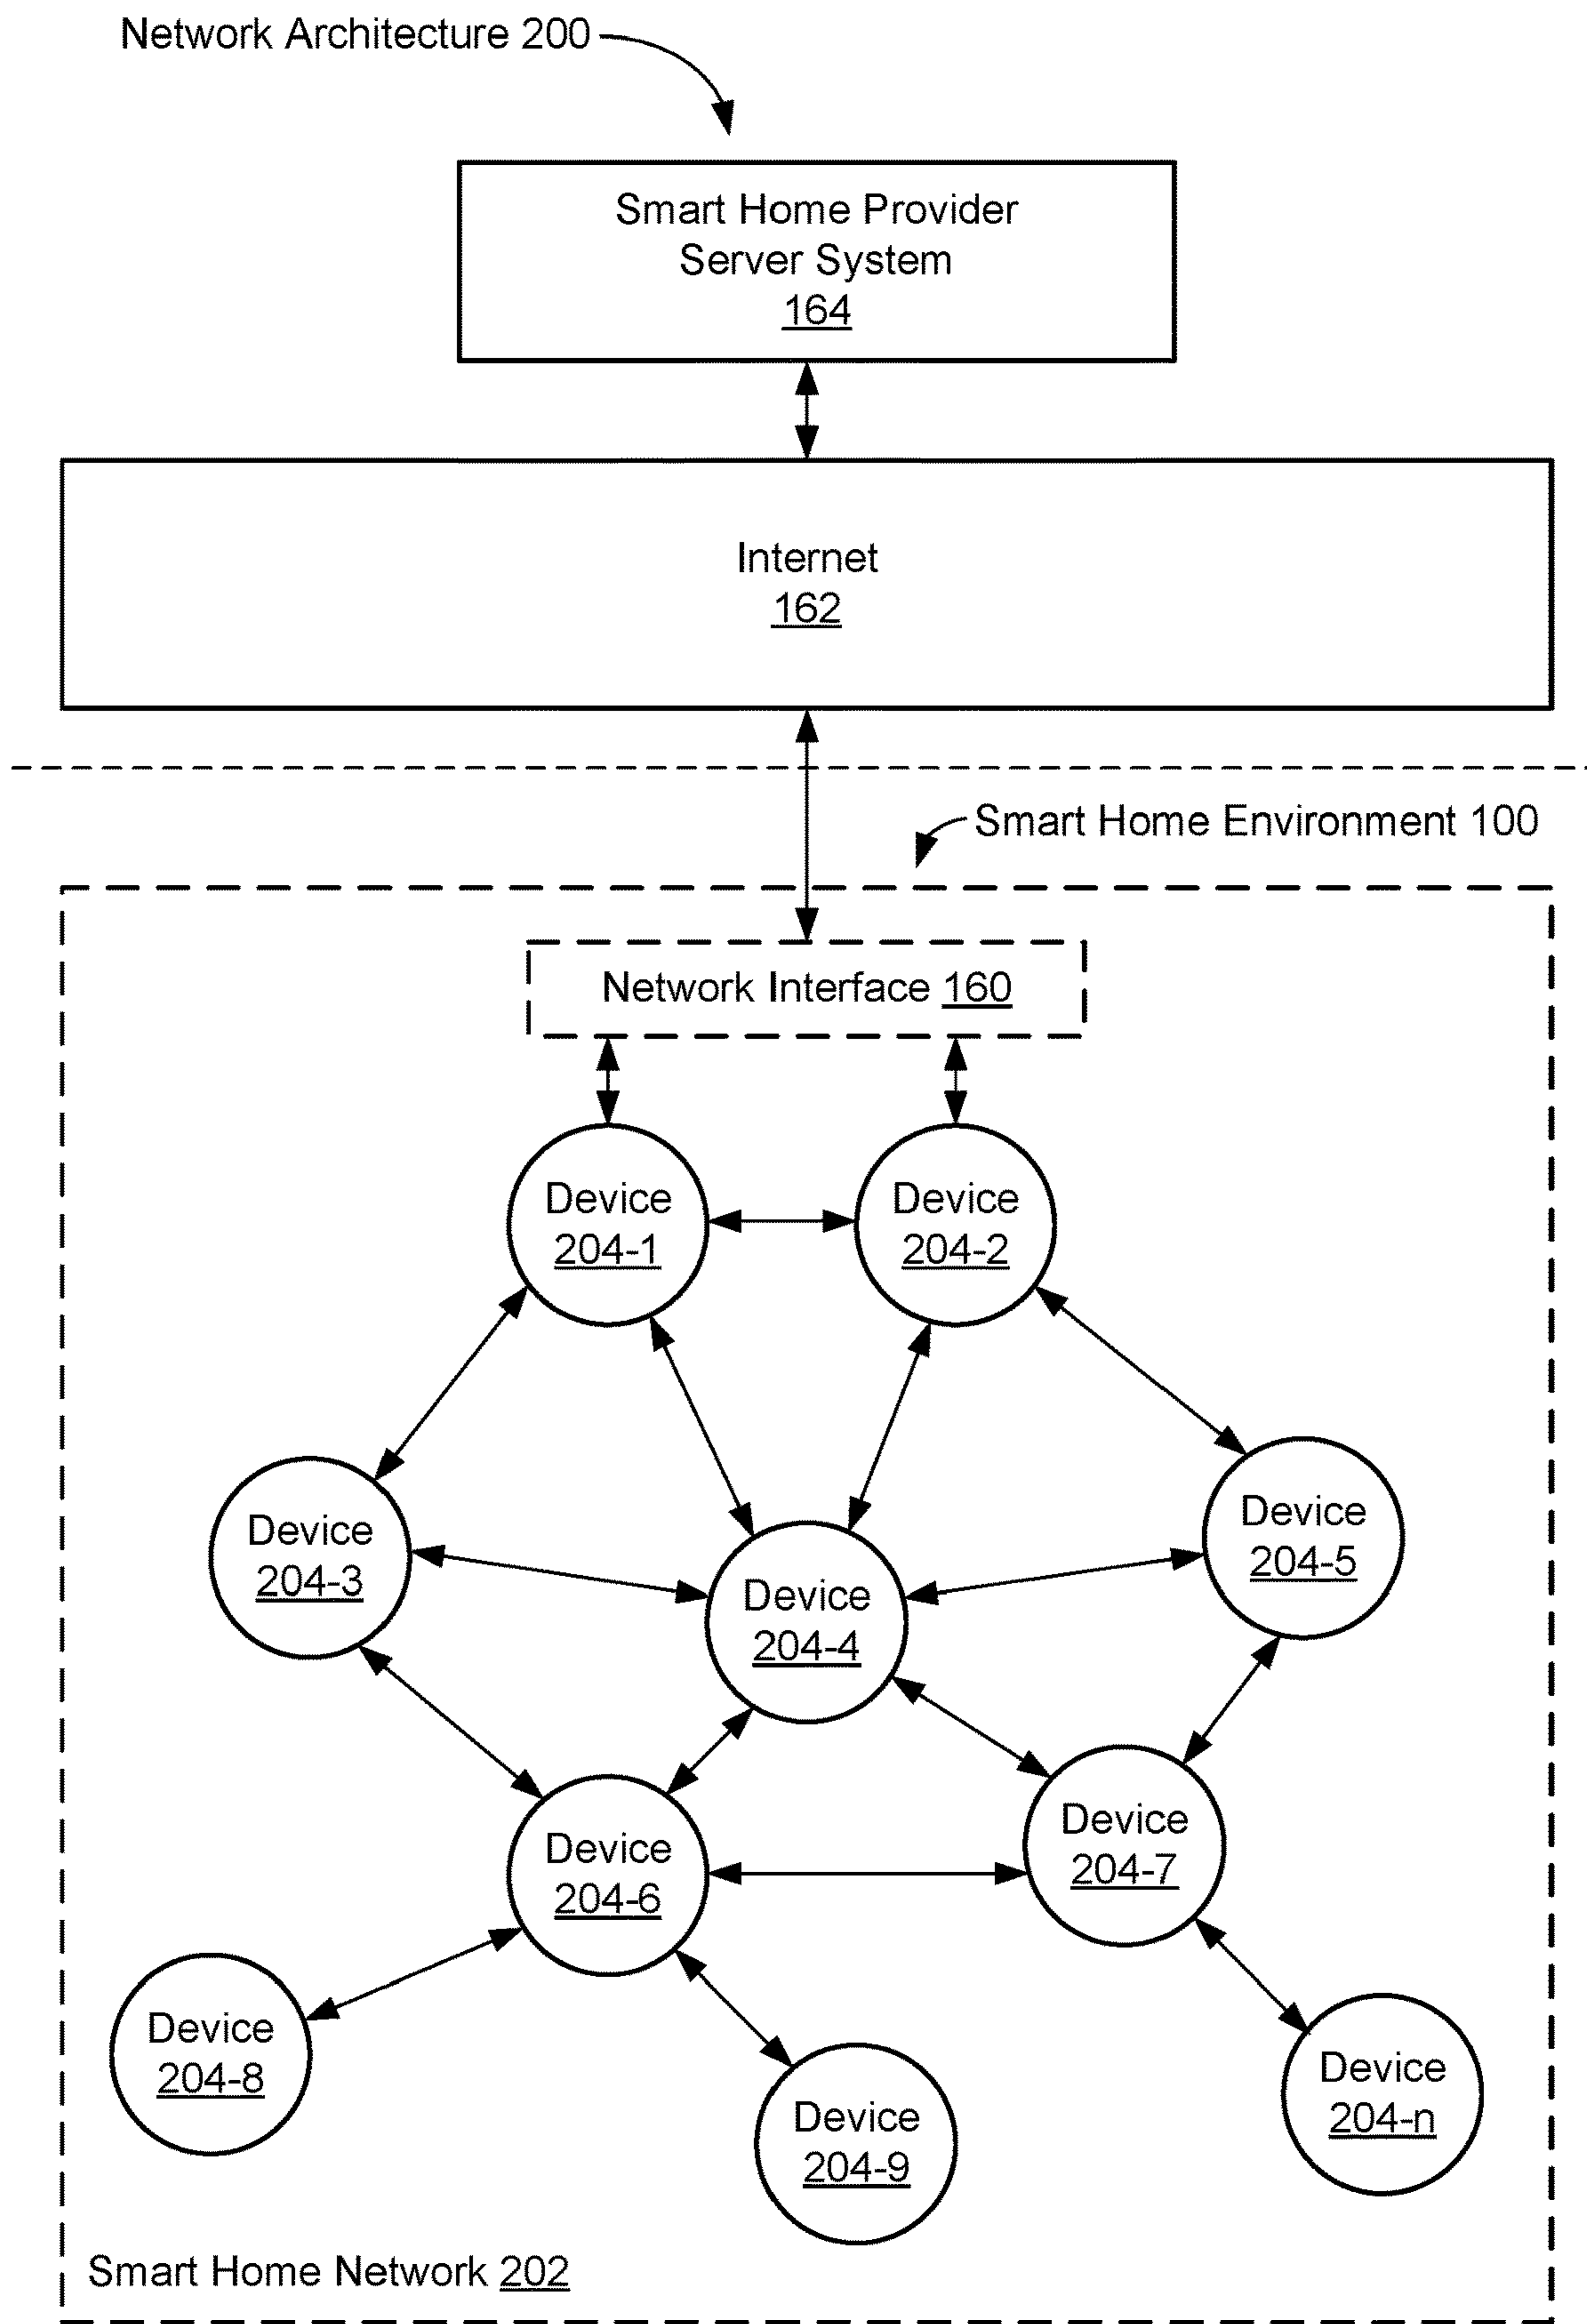 Network Architecture 200
Smart Home Provider
Server System
164
Internet
162
Smart Home Environment 100
Network Interface 160
Device
204-1
Device
204-2
Device
204-3
Device
204-4
Device
204-5
Device
204-6
Device
204-7
Device
204-8
Device
204-9
Device
204-n
Smart Home Network 202